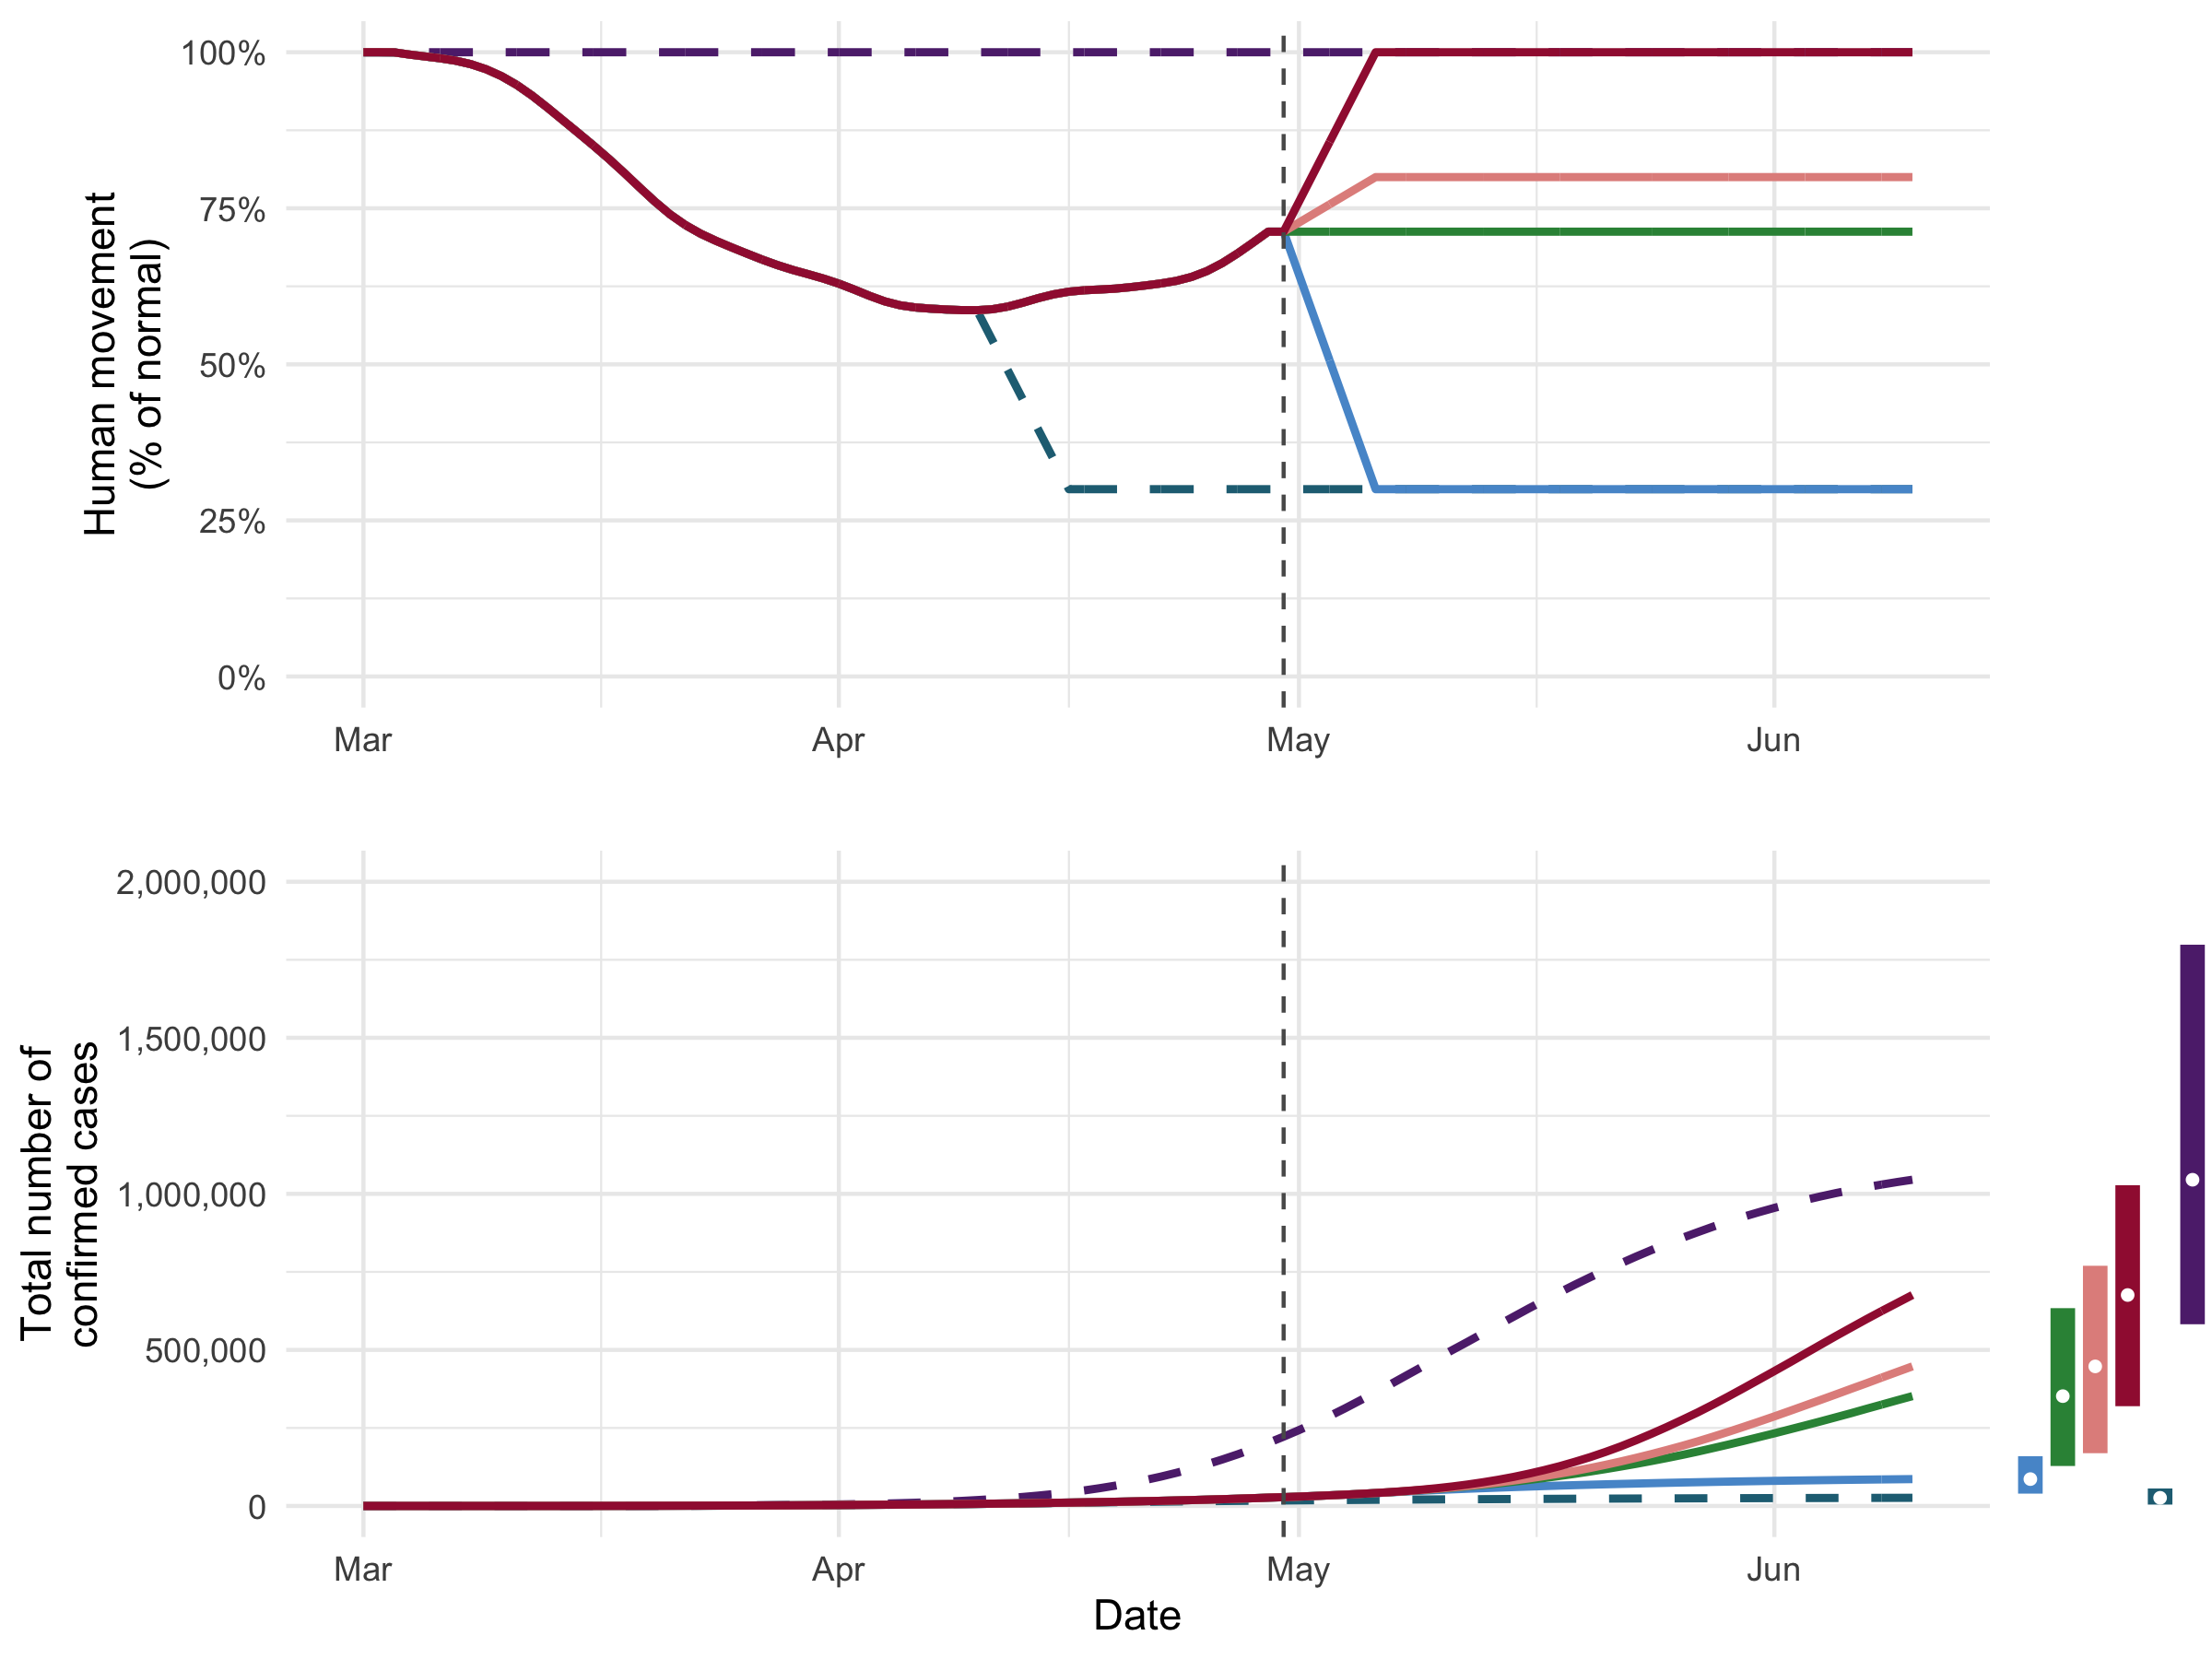 Human movement
(% of normal)
100%
75%
50%
25%
0%
Mar Apr May Jun
Total number of
confirmed cases
2,000,000
1,500,000
1,000,000
500,000
0
Mar Apr May Jun
Date